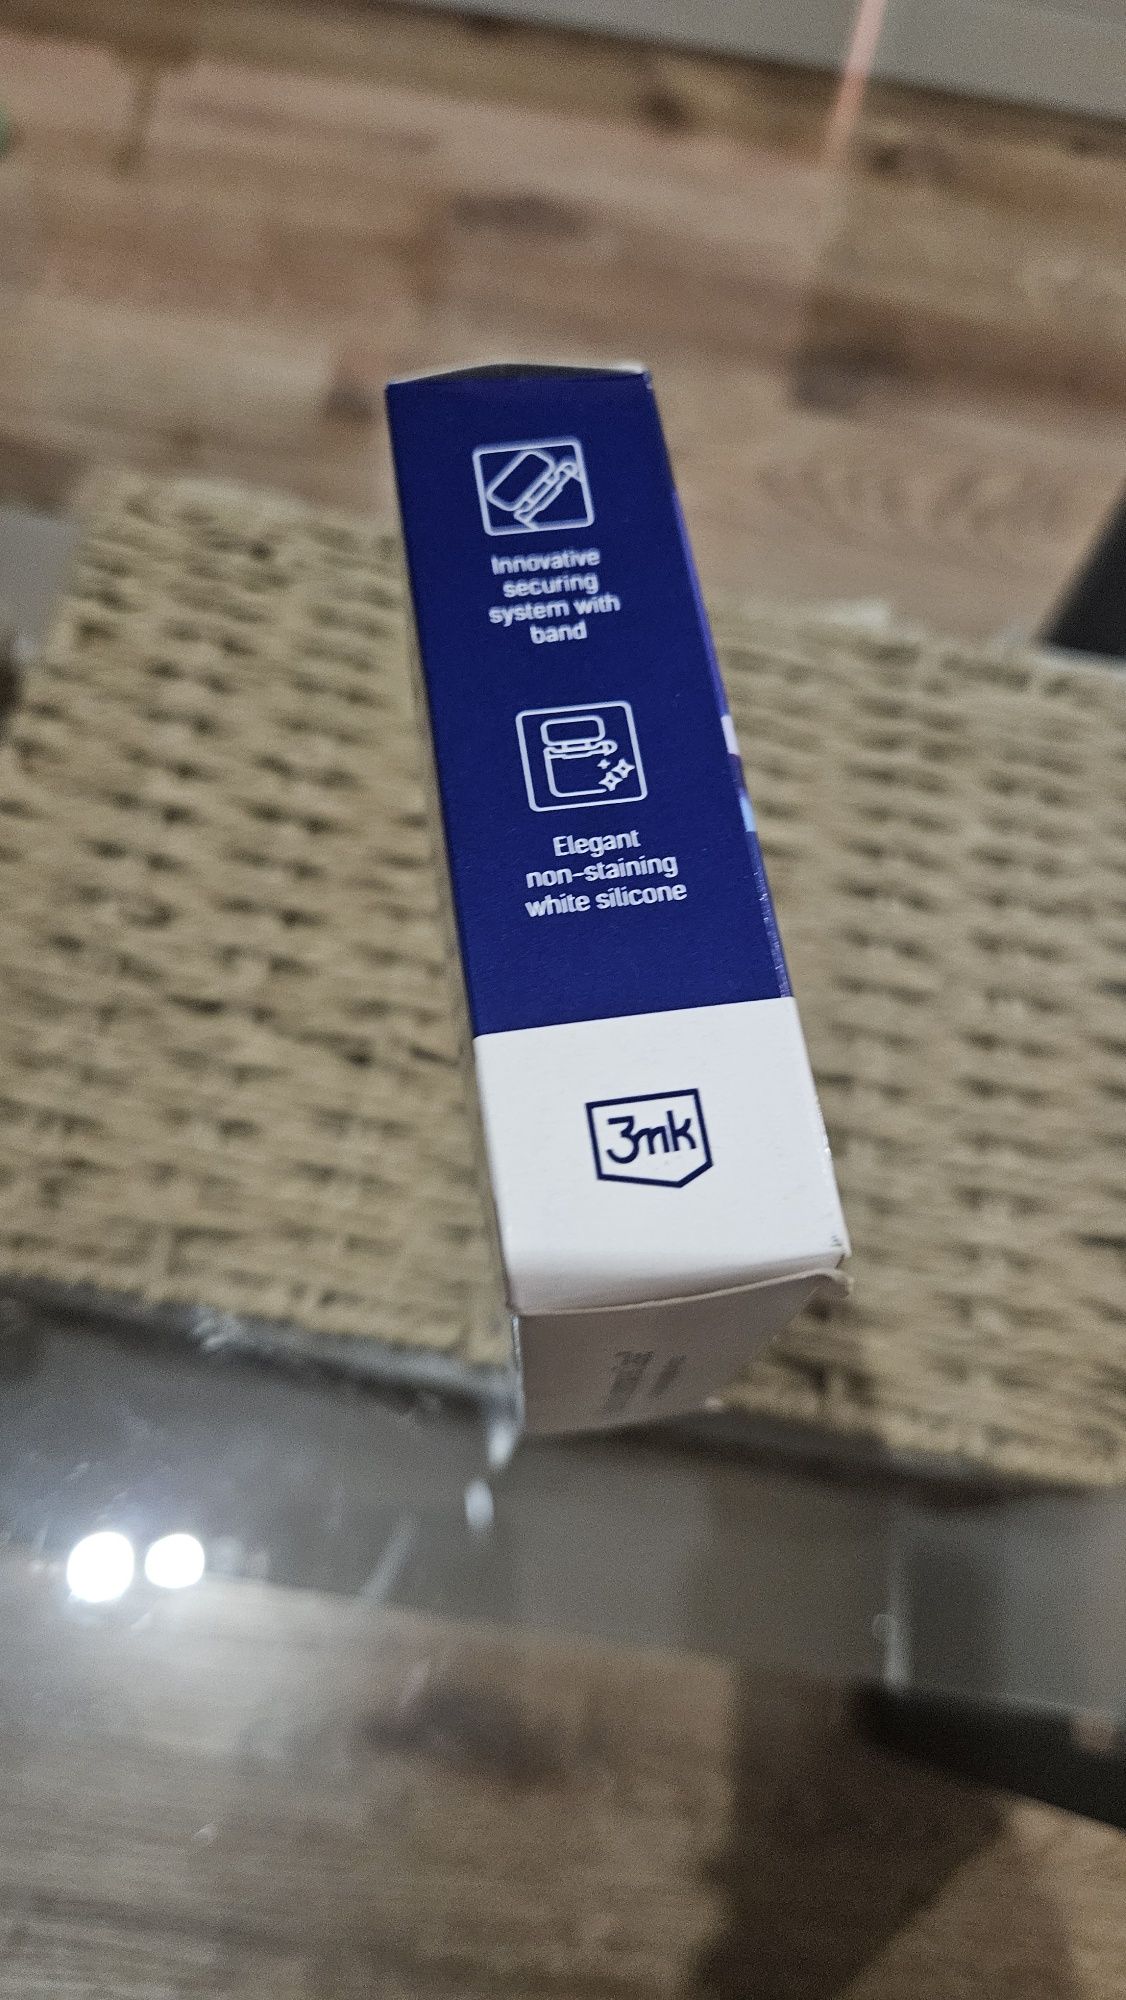 Innovative
securing
system with
band
Elegant
non-staining
white silicone
3mk